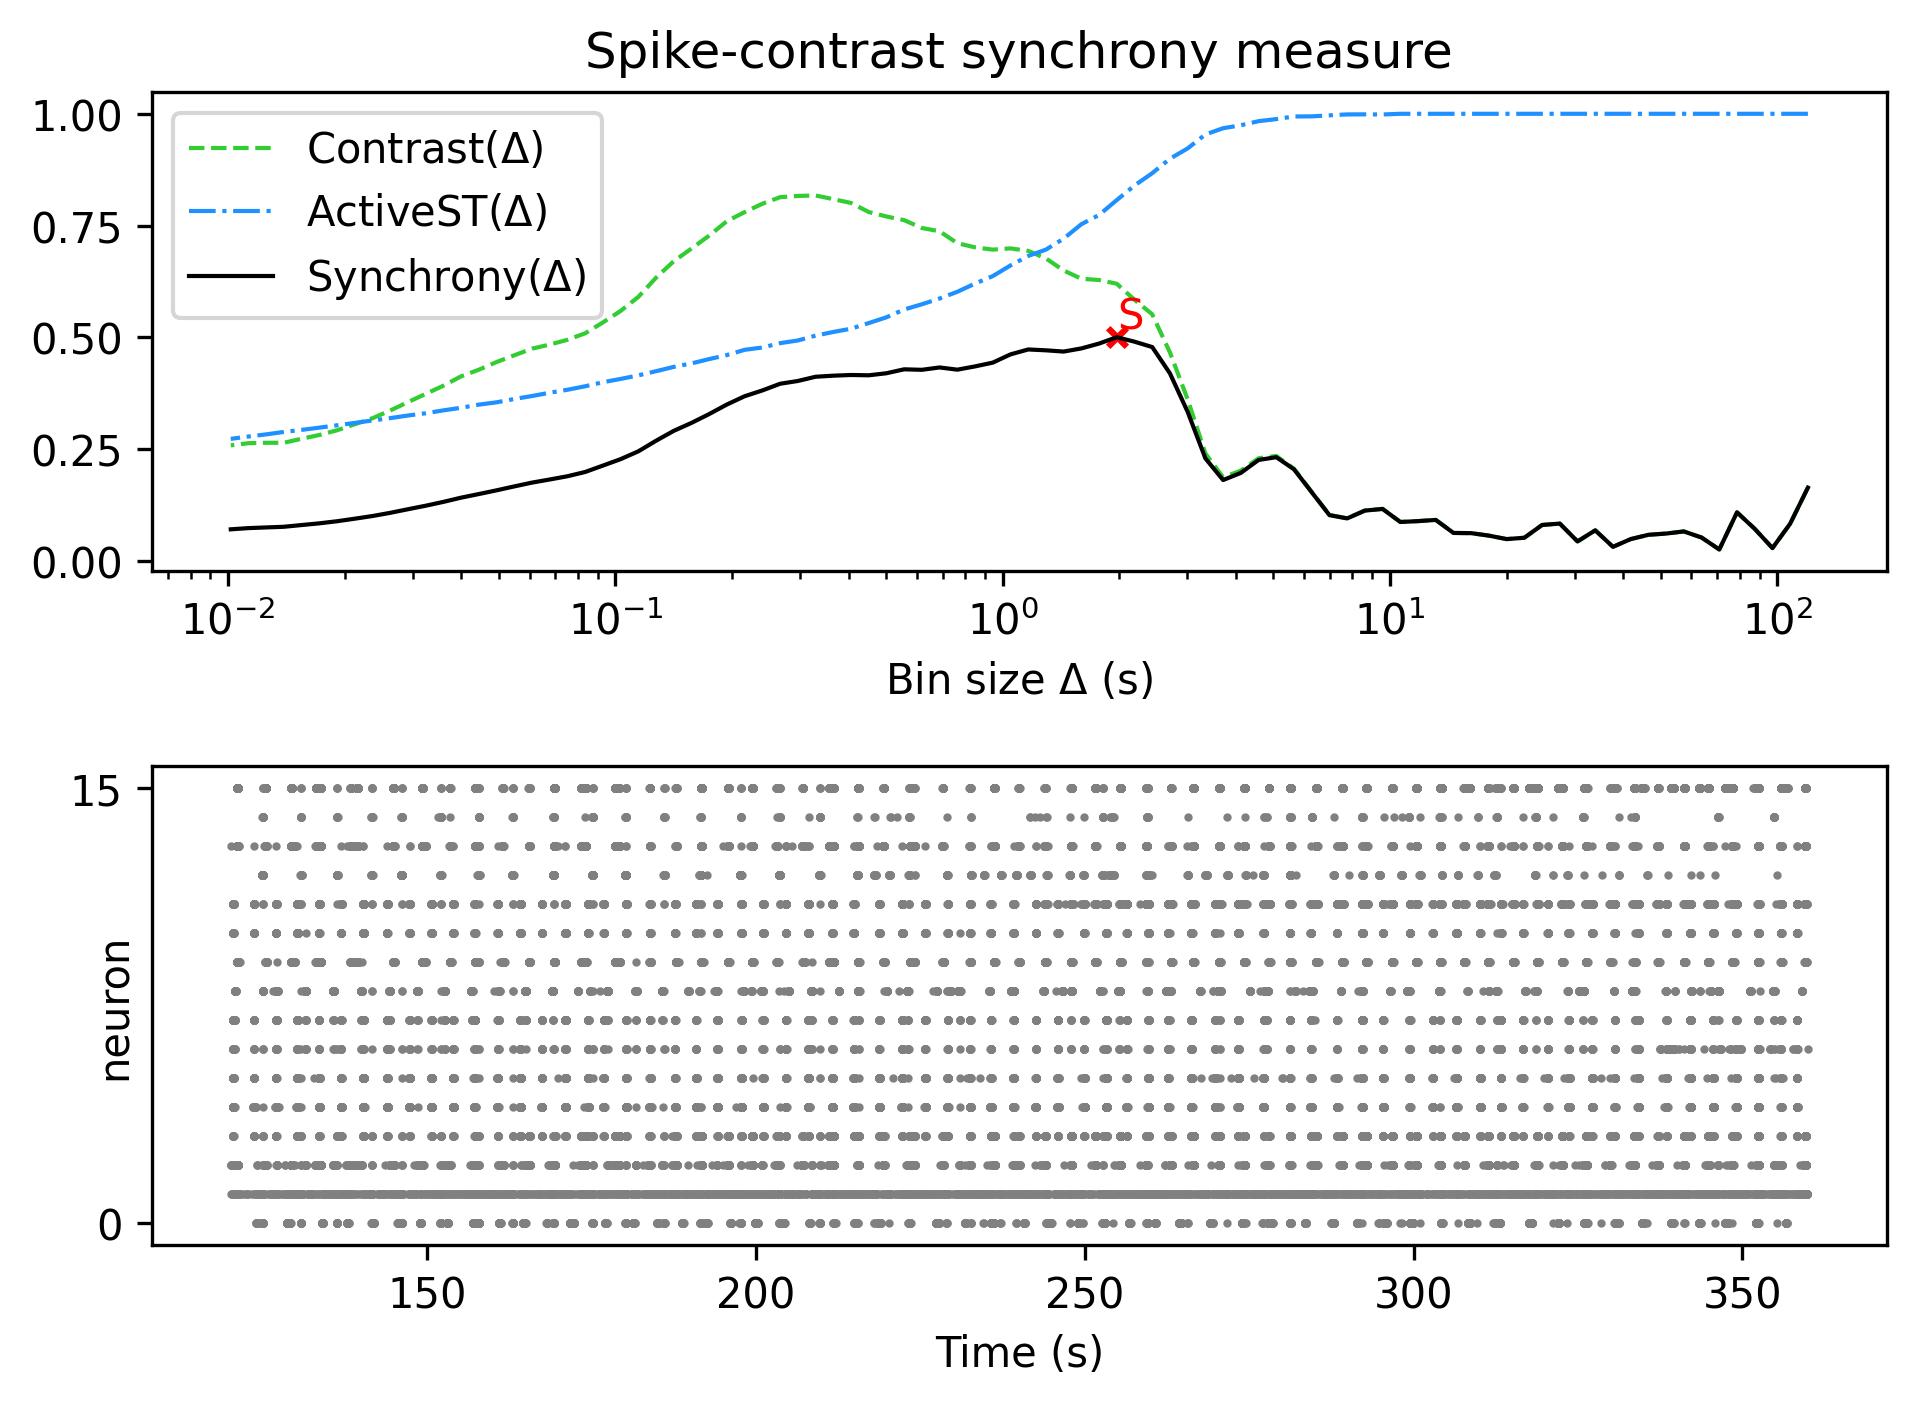 Spike-contrast synchrony measure
1.00
0.75
0.50
0.25
0.00
Contrast(Δ)
ActiveST(Δ)
Synchrony(Δ)
S
10⁻² 10⁻¹ 10⁰ 10¹ 10²
Bin size Δ (s)
15
0
neuron
150 200 250 300 350
Time (s)